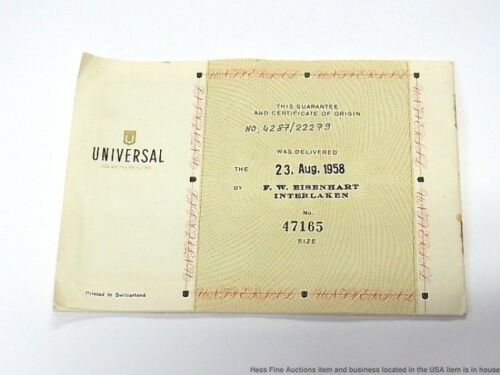 U
UNIVERSAL
Printed in Switzerland
THIS GUARANTEE
AND CERTIFICATE OF ORIGIN
NO. 4287/22279
WAS DELIVERED
THE 23. Aug. 1958
BY F. W. EISENHART
INTERLAKEN
No.
47165
SIZE
Hess Fine Auctions item and business located in the USA item is in house